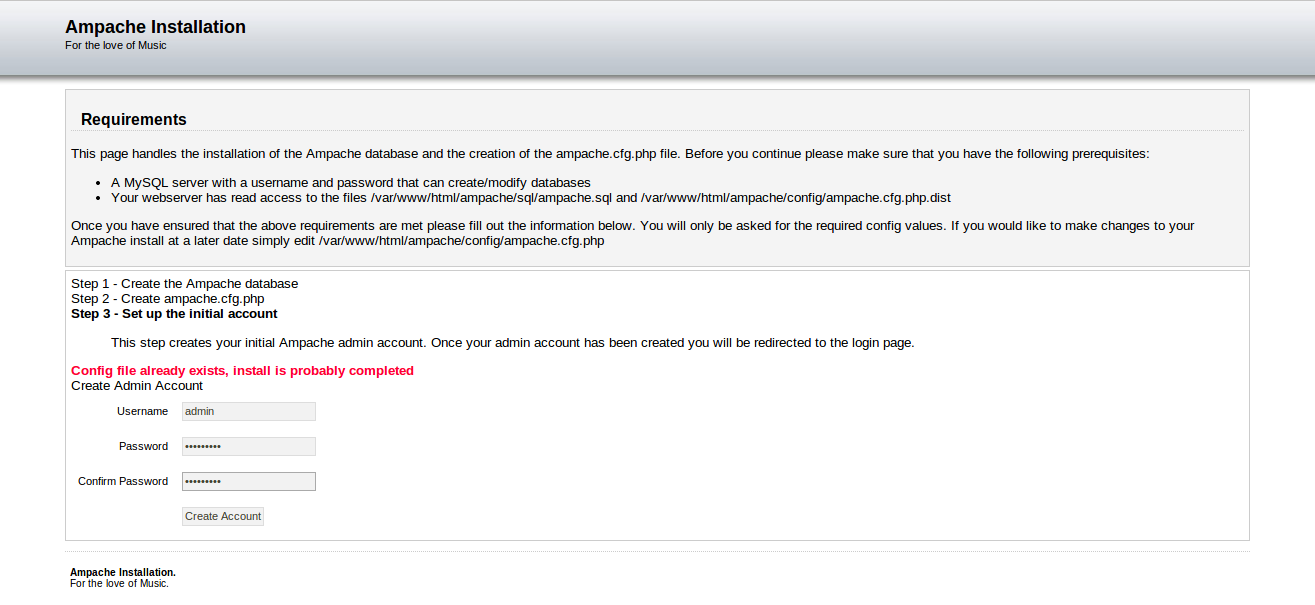 Ampache Installation
For the love of Music
Requirements
This page handles the installation of the Ampache database and the creation of the ampache.cfg.php file. Before you continue please make sure that you have the following prerequisites:
• A MySQL server with a username and password that can create/modify databases
• Your webserver has read access to the files /var/www/html/ampache/sql/ampache.sql and /var/www/html/ampache/config/ampache.cfg.php.dist
Once you have ensured that the above requirements are met please fill out the information below. You will only be asked for the required config values. If you would like to make changes to your
Ampache install at a later date simply edit /var/www/html/ampache/config/ampache.cfg.php
Step 1 - Create the Ampache database
Step 2 - Create ampache.cfg.php
Step 3 - Set up the initial account
This step creates your initial Ampache admin account. Once your admin account has been created you will be redirected to the login page.
Config file already exists, install is probably completed
Create Admin Account
Username admin
Password •••••••••
Confirm Password •••••••••
Create Account
Ampache Installation.
For the love of Music.